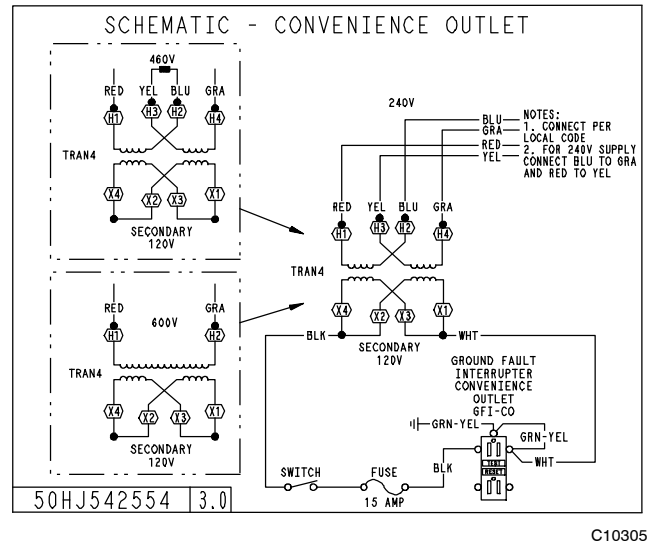 SCHEMATIC - CONVENIENCE OUTLET
460V
RED YEL BLU GRA
H1 H3 H2 H4
TRAN4
X4 X2 X3 X1
SECONDARY
120V
RED GRA
600V
H1 H2
TRAN4
X4 X2 X3 X1
SECONDARY
120V
240V
BLU
GRA
RED
YEL
NOTES:
1. CONNECT PER
LOCAL CODE
2. FOR 240V SUPPLY
CONNECT BLU TO GRA
AND RED TO YEL
RED YEL BLU GRA
H1 H3 H2 H4
TRAN4
X4 X2 X3 X1
BLK WHT
SECONDARY
120V
GROUND FAULT
INTERRUPTER
CONVENIENCE
OUTLET
GFI-CO
GRN-YEL
GRN-YEL
WHT
BLK
TEST
RESET
SWITCH
FUSE
15 AMP
50HJ542554 3.0
C10305